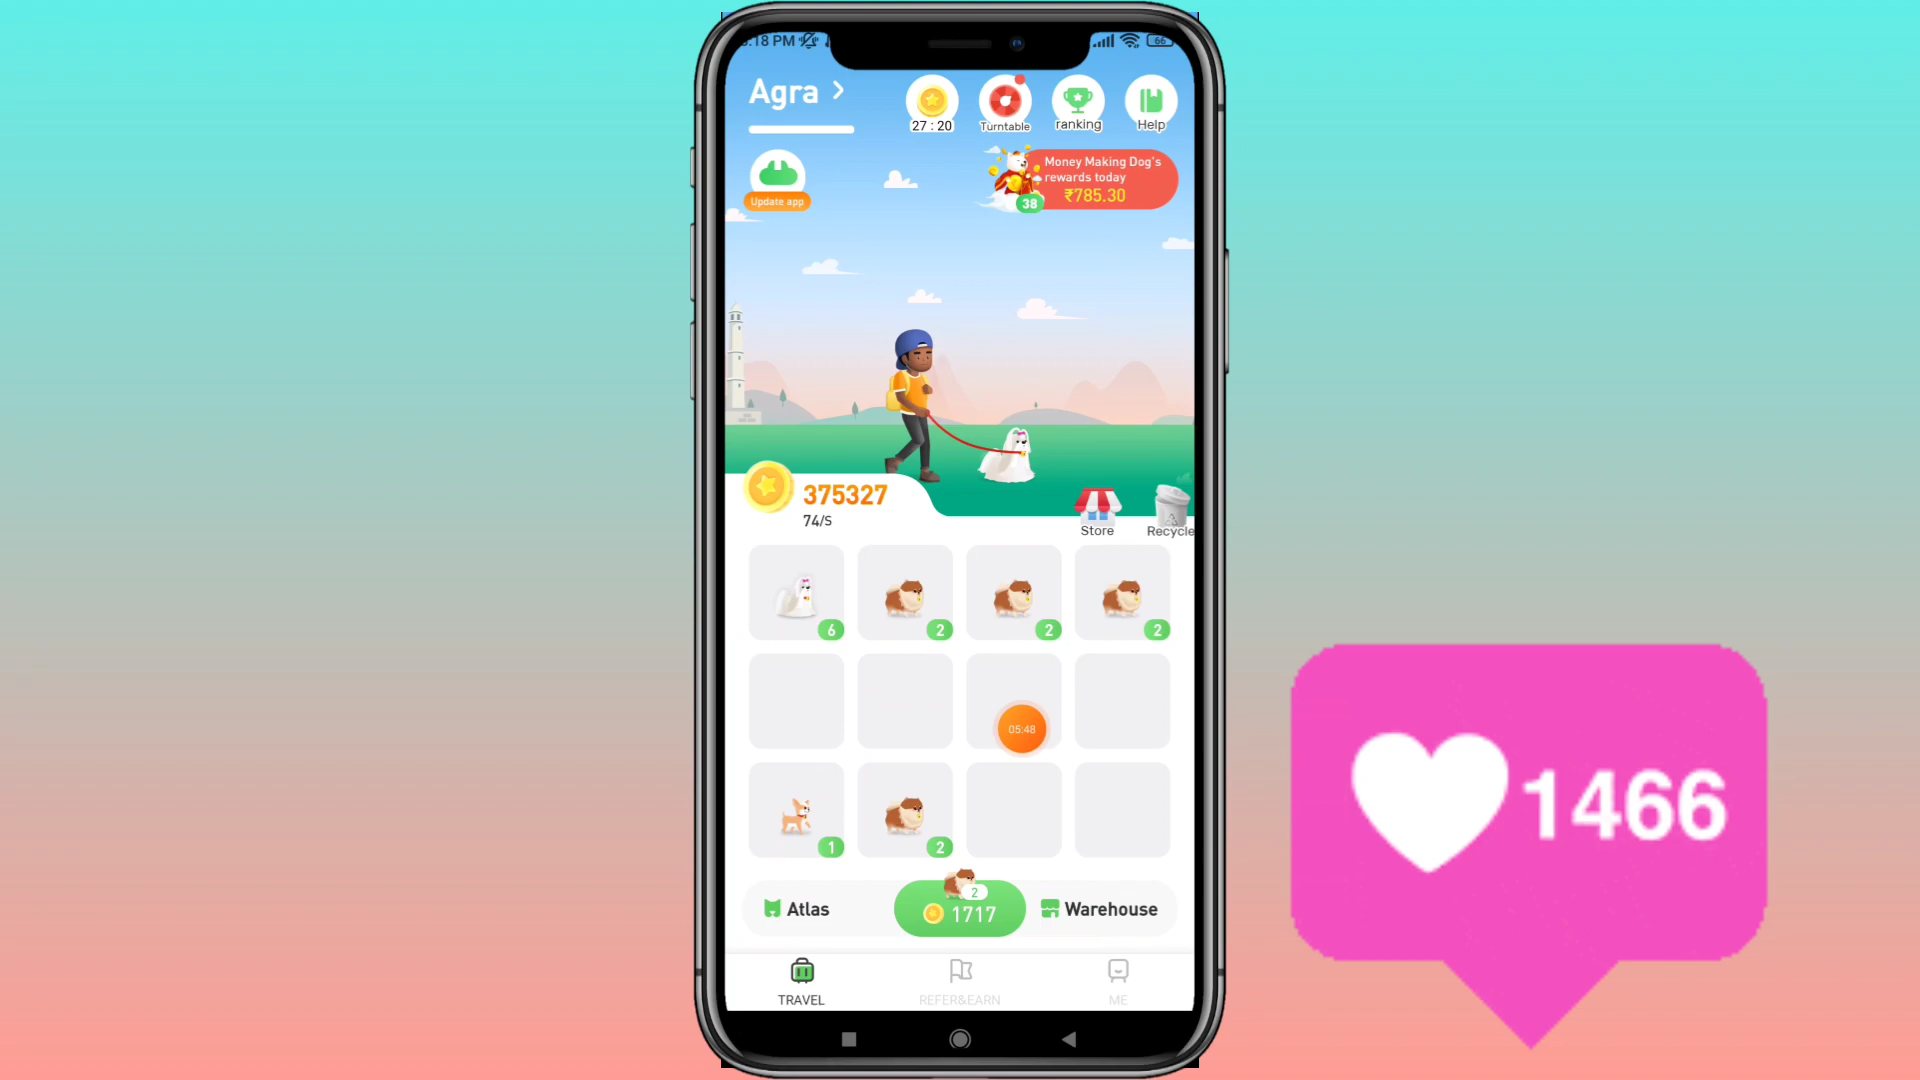 :18 PM
66
Agra
27 : 20
Turntable
ranking
Help
Update app
Money Making Dog's
rewards today
₹785.30
38
375327
74/S
Store
Recycle
6
2
2
2
05:48
1
2
Atlas
2
1717
Warehouse
TRAVEL
REFER&EARN
ME
1466